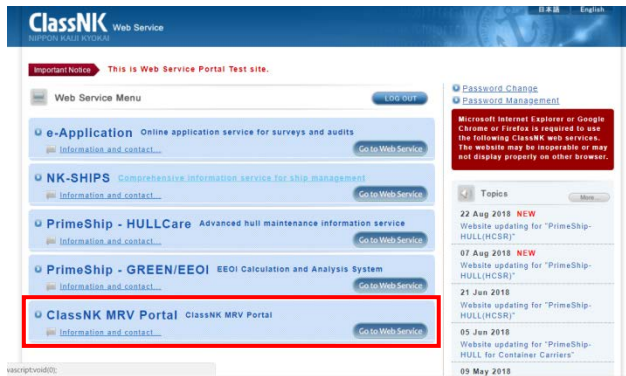 日本語 English
ClassNK Web Service
NIPPON KAIJI KYOKAI
Important Notice This is Web Service Portal Test site.
Web Service Menu LOG OUT
e-Application Online application service for surveys and audits
Information and contact... Go to Web Service
NK-SHIPS Comprehensive information service for ship management
Information and contact... Go to Web Service
PrimeShip - HULLCare Advanced hull maintenance information service
Information and contact... Go to Web Service
PrimeShip - GREEN/EEOI EEOI Calculation and Analysis System
Information and contact... Go to Web Service
ClassNK MRV Portal ClassNK MRV Portal
Information and contact... Go to Web Service
vascript:void(0);
Password Change
Password Management
Microsoft Internet Explorer or Google
Chrome or Firefox is required to use
the following ClassNK web services.
The website may be inoperable or may
not display properly on other browser.
Topics More...
22 Aug 2018 NEW
Website updating for "PrimeShip-
HULL(HCSR)"
07 Aug 2018 NEW
Website updating for "PrimeShip-
HULL(HCSR)"
21 Jun 2018
Website updating for "PrimeShip-
HULL(HCSR)"
05 Jun 2018
Website updating for "PrimeShip-
HULL for Container Carriers"
09 May 2018